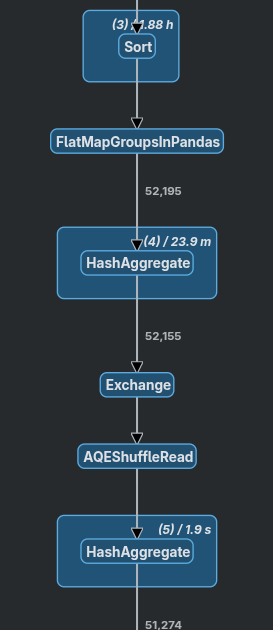 (3) / 1.88 h
Sort
FlatMapGroupsInPandas
52,195
(4) / 23.9 m
HashAggregate
52,155
Exchange
AQEShuffleRead
(5) / 1.9 s
HashAggregate
51,274